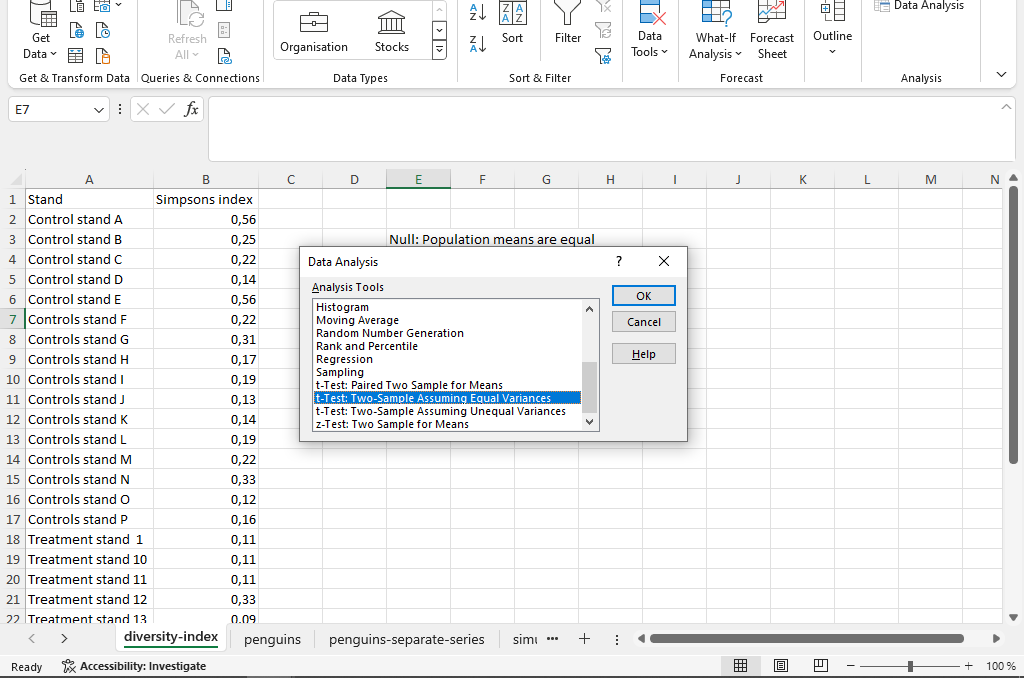 Get Data
Refresh All
Organisation
Stocks
Sort
Filter
Data Tools
What-If Analysis
Forecast Sheet
Outline
Data Analysis
Get & Transform Data
Queries & Connections
Data Types
Sort & Filter
Forecast
Analysis
E7
fx
A B C D E F G H I J K L M N
1 Stand Simpsons index
2 Control stand A 0,56
3 Control stand B 0,25 Null: Population means are equal
4 Control stand C 0,22
5 Control stand D 0,14
6 Control stand E 0,56
7 Controls stand F 0,22
8 Controls stand G 0,31
9 Controls stand H 0,17
10 Controls stand I 0,19
11 Controls stand J 0,13
12 Controls stand K 0,14
13 Controls stand L 0,19
14 Controls stand M 0,22
15 Controls stand N 0,33
16 Controls stand O 0,12
17 Controls stand P 0,16
18 Treatment stand 1 0,11
19 Treatment stand 10 0,11
20 Treatment stand 11 0,11
21 Treatment stand 12 0,33
22 Treatment stand 13 0,09
Data Analysis
?
Analysis Tools
Histogram
Moving Average
Random Number Generation
Rank and Percentile
Regression
Sampling
t-Test: Paired Two Sample for Means
t-Test: Two-Sample Assuming Equal Variances
t-Test: Two-Sample Assuming Unequal Variances
z-Test: Two Sample for Means
OK
Cancel
Help
diversity-index penguins penguins-separate-series simu
Ready Accessibility: Investigate 100 %